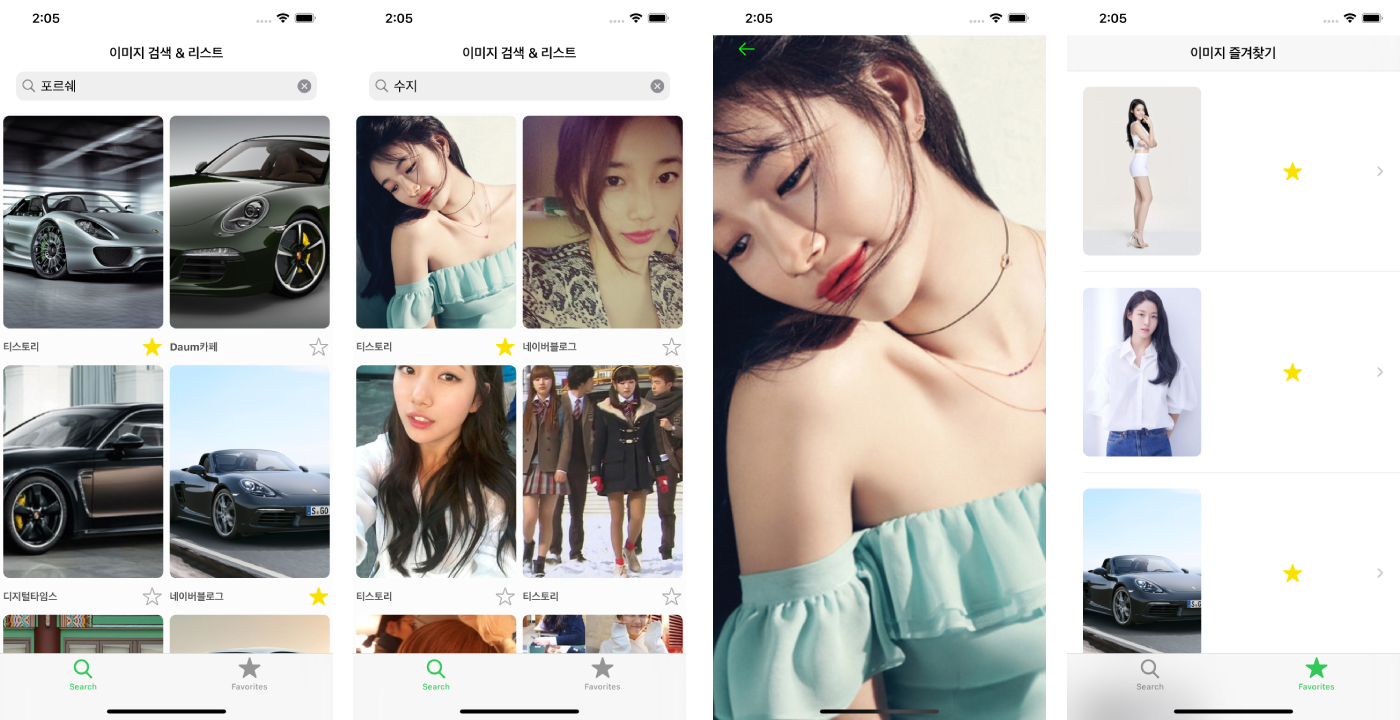 2:05
이미지 검색 & 리스트
포르쉐
티스토리
Daum카페
디지털타임스
네이버블로그
Search
Favorites
2:05
이미지 검색 & 리스트
수지
티스토리
네이버블로그
티스토리
티스토리
Search
Favorites
2:05
2:05
이미지 즐겨찾기
Search
Favorites